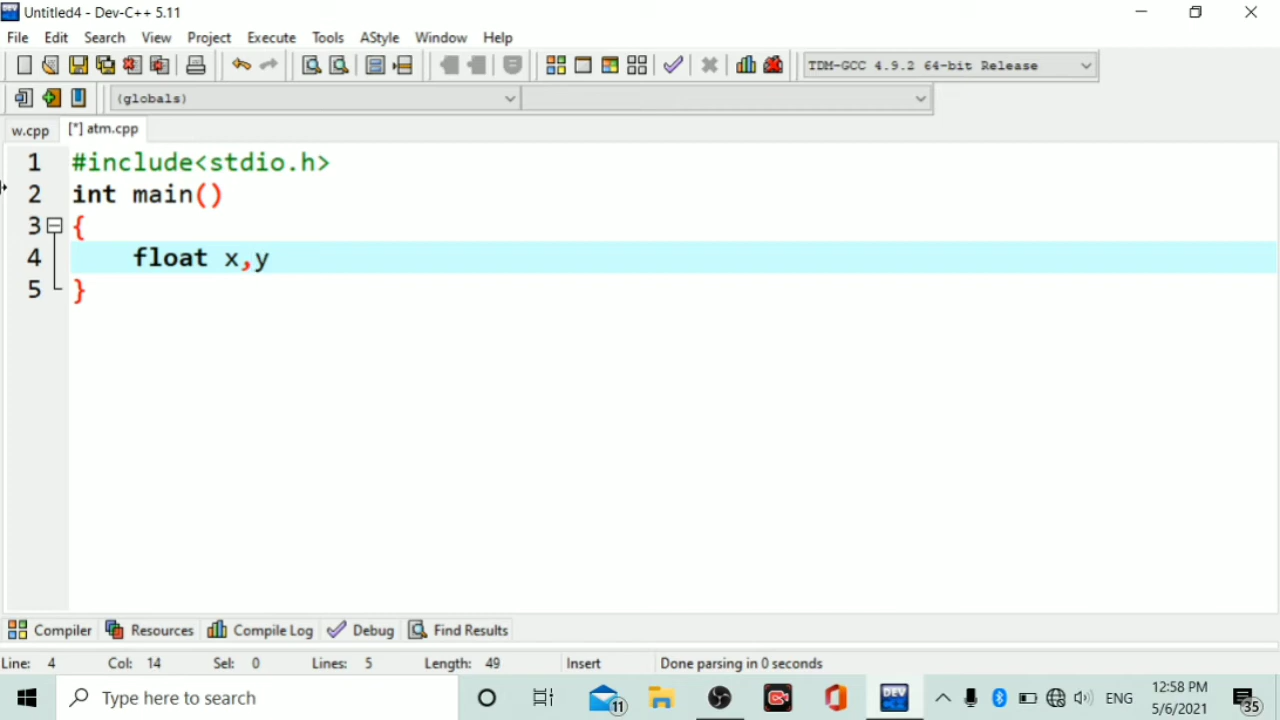 Untitled4 - Dev-C++ 5.11
File Edit Search View Project Execute Tools AStyle Window Help
TDM-GCC 4.9.2 64-bit Release
(globals)
w.cpp [*] atm.cpp
1 #include<stdio.h>
2 int main()
3 {
4 float x,y
5 }
Compiler Resources Compile Log Debug Find Results
Line: 4 Col: 14 Sel: 0 Lines: 5 Length: 49 Insert Done parsing in 0 seconds
Type here to search
11
DEV
ENG
12:58 PM
5/6/2021
35